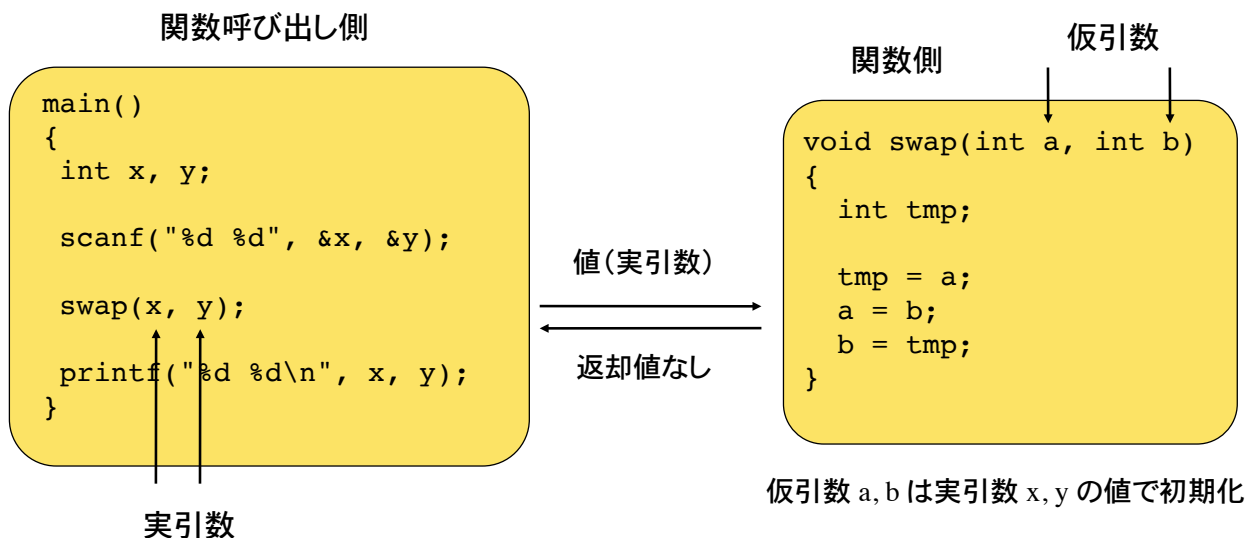 関数呼び出し側
main()
{
int x, y;
scanf("%d %d", &x, &y);
swap(x, y);
printf("%d %d\n", x, y);
}
実引数
値(実引数)
返却値なし
関数側
仮引数
void swap(int a, int b)
{
int tmp;
tmp = a;
a = b;
b = tmp;
}
仮引数 a, b は実引数 x, y の値で初期化